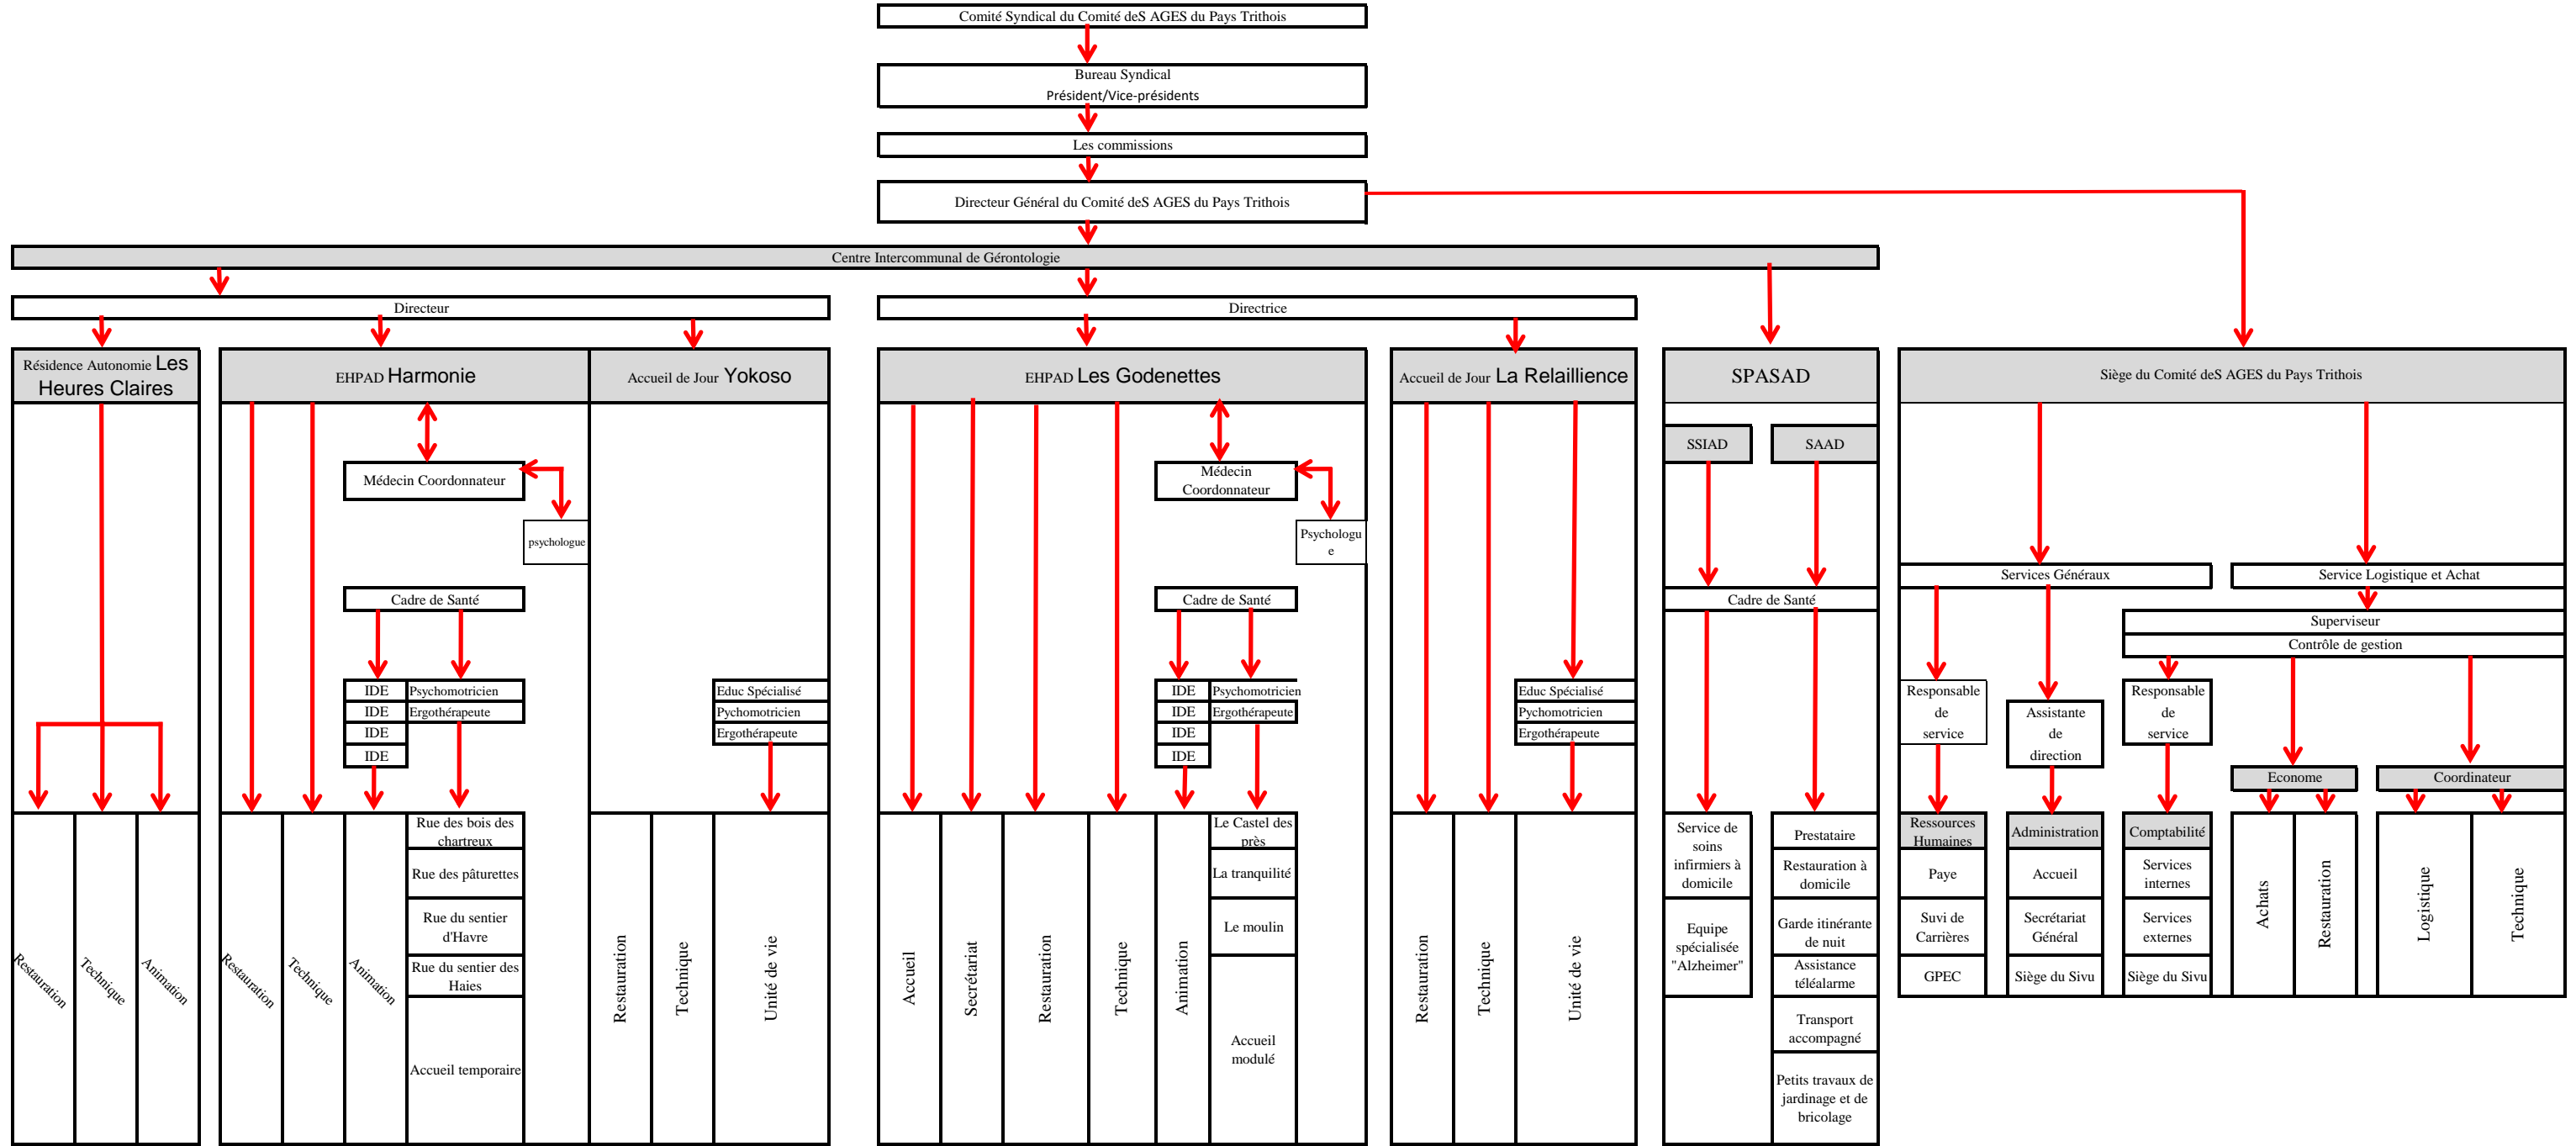 Comité Syndical du Comité deS AGES du Pays Trithois
Bureau Syndical
Président/Vice-présidents
Les commissions
Directeur Général du Comité deS AGES du Pays Trithois
Centre Intercommunal de Gérontologie
Directeur
Directrice
Résidence Autonomie Les
Heures Claires
EHPAD Harmonie
Accueil de Jour Yokoso
EHPAD Les Godenettes
Accueil de Jour La Relaillience
SPASAD
Siège du Comité deS AGES du Pays Trithois
SSIAD
SAAD
Médecin Coordonnateur
Médecin
Coordonnateur
psychologue
Psychologu
e
Services Généraux
Service Logistique et Achat
Cadre de Santé
Cadre de Santé
Cadre de Santé
Superviseur
Contrôle de gestion
IDE
IDE
IDE
IDE
Psychomotricien
Ergothérapeute
Educ Spécialisé
Pychomotricien
Ergothérapeute
IDE
IDE
IDE
IDE
Psychomotricien
Ergothérapeute
Educ Spécialisé
Pychomotricien
Ergothérapeute
Responsable
de
service
Assistante
de
direction
Responsable
de
service
Econome
Coordinateur
Restauration
Technique
Animation
Restauration
Technique
Animation
Rue des bois des
chartreux
Rue des pâturettes
Rue du sentier
d'Havre
Rue du sentier des
Haies
Accueil temporaire
Restauration
Technique
Unité de vie
Accueil
Secrétariat
Restauration
Technique
Animation
Le Castel des
près
La tranquilité
Le moulin
Accueil
modulé
Restauration
Technique
Unité de vie
Service de
soins
infirmiers à
domicile
Equipe
spécialisée
"Alzheimer"
Prestataire
Restauration à
domicile
Garde itinérante
de nuit
Assistance
téléalarme
Transport
accompagné
Petits travaux de
jardinage et de
bricolage
Ressources
Humaines
Paye
Suvi de
Carrières
GPEC
Administration
Accueil
Secrétariat
Général
Siège du Sivu
Comptabilité
Services
internes
Services
externes
Siège du Sivu
Achats
Restauration
Logistique
Technique